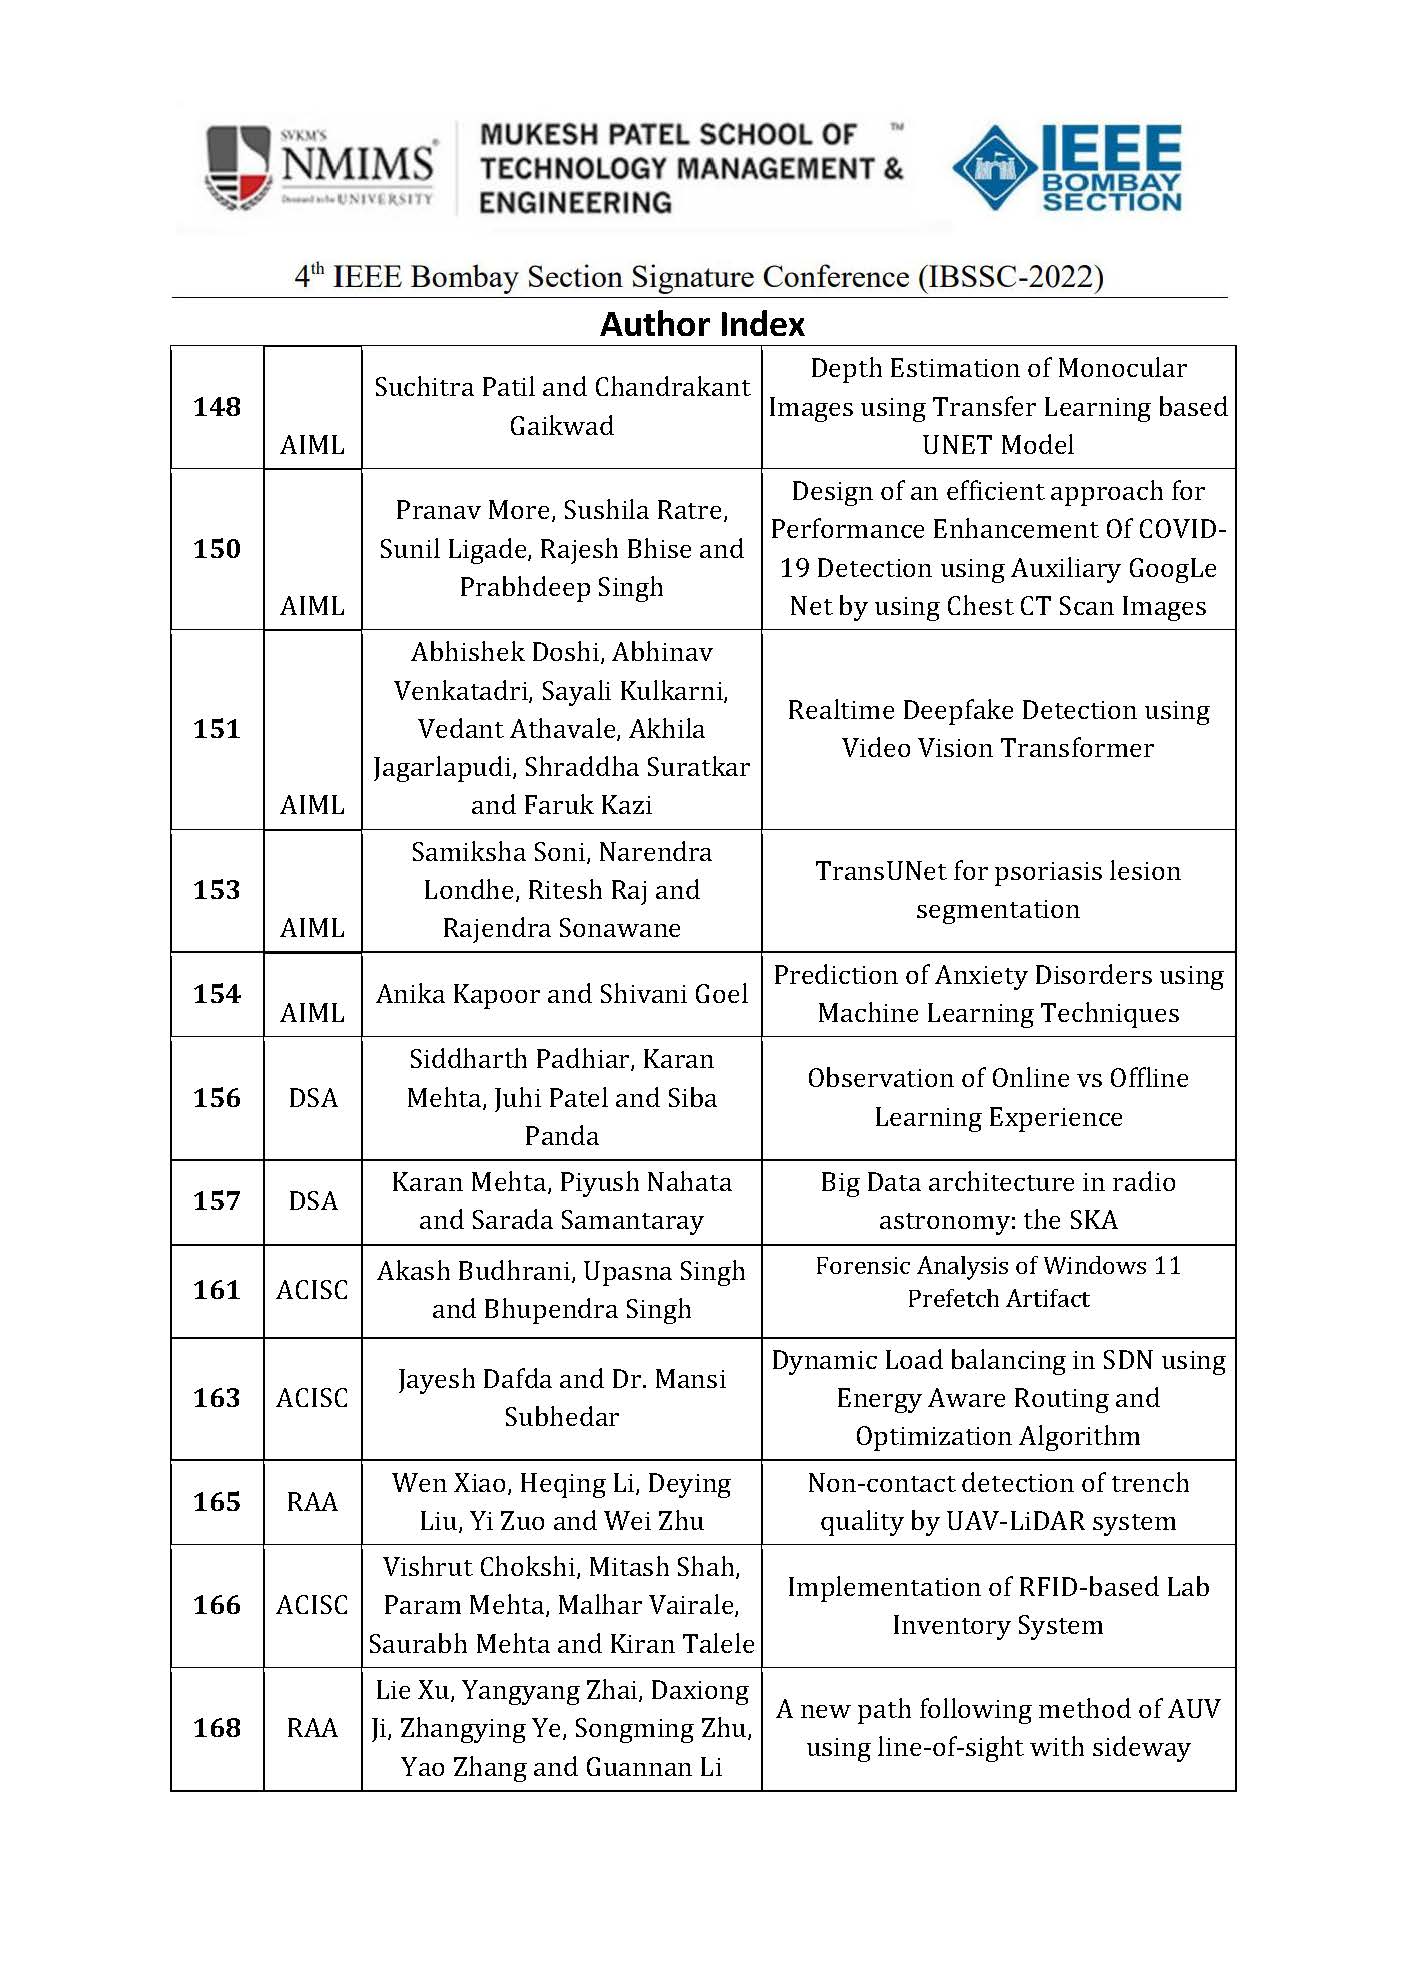 SVKM'S
NMIMS®
Deemed to be UNIVERSITY
MUKESH PATEL SCHOOL OF ™
TECHNOLOGY MANAGEMENT &
ENGINEERING
IEEE
BOMBAY
SECTION
4th IEEE Bombay Section Signature Conference (IBSSC-2022)
Author Index
148
AIML
Suchitra Patil and Chandrakant
Gaikwad
Depth Estimation of Monocular
Images using Transfer Learning based
UNET Model
150
AIML
Pranav More, Sushila Ratre,
Sunil Ligade, Rajesh Bhise and
Prabhdeep Singh
Design of an efficient approach for
Performance Enhancement Of COVID-
19 Detection using Auxiliary GoogLe
Net by using Chest CT Scan Images
151
AIML
Abhishek Doshi, Abhinav
Venkatadri, Sayali Kulkarni,
Vedant Athavale, Akhila
Jagarlapudi, Shraddha Suratkar
and Faruk Kazi
Realtime Deepfake Detection using
Video Vision Transformer
153
AIML
Samiksha Soni, Narendra
Londhe, Ritesh Raj and
Rajendra Sonawane
TransUNet for psoriasis lesion
segmentation
154
AIML
Anika Kapoor and Shivani Goel
Prediction of Anxiety Disorders using
Machine Learning Techniques
156
DSA
Siddharth Padhiar, Karan
Mehta, Juhi Patel and Siba
Panda
Observation of Online vs Offline
Learning Experience
157
DSA
Karan Mehta, Piyush Nahata
and Sarada Samantaray
Big Data architecture in radio
astronomy: the SKA
161
ACISC
Akash Budhrani, Upasna Singh
and Bhupendra Singh
Forensic Analysis of Windows 11
Prefetch Artifact
163
ACISC
Jayesh Dafda and Dr. Mansi
Subhedar
Dynamic Load balancing in SDN using
Energy Aware Routing and
Optimization Algorithm
165
RAA
Wen Xiao, Heqing Li, Deying
Liu, Yi Zuo and Wei Zhu
Non-contact detection of trench
quality by UAV-LiDAR system
166
ACISC
Vishrut Chokshi, Mitash Shah,
Param Mehta, Malhar Vairale,
Saurabh Mehta and Kiran Talele
Implementation of RFID-based Lab
Inventory System
168
RAA
Lie Xu, Yangyang Zhai, Daxiong
Ji, Zhangying Ye, Songming Zhu,
Yao Zhang and Guannan Li
A new path following method of AUV
using line-of-sight with sideway